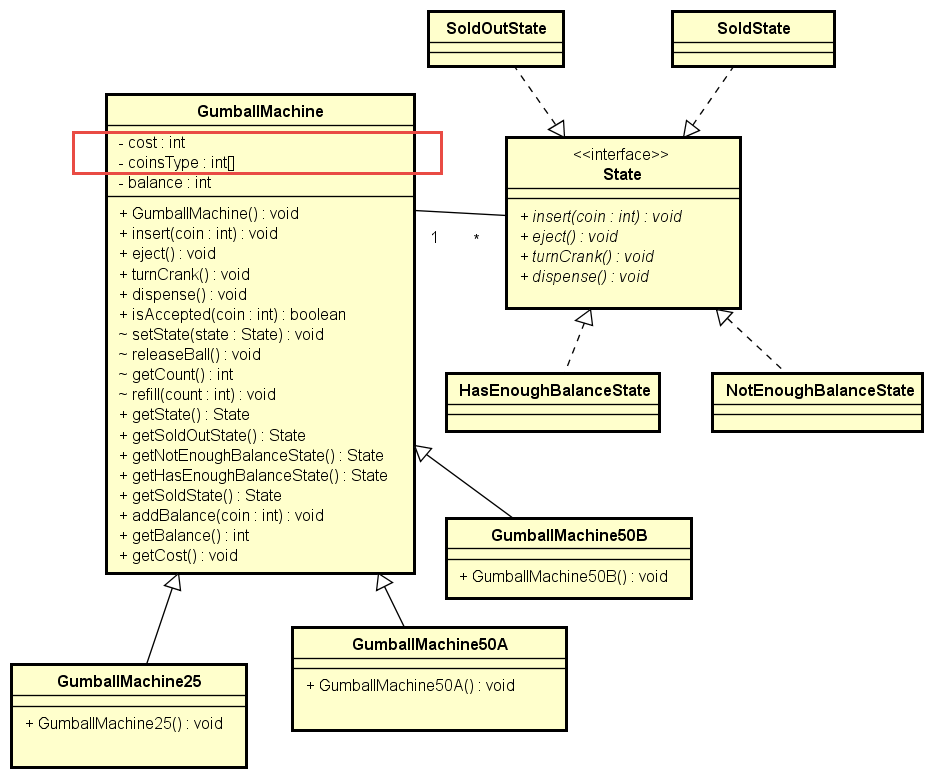 SoldOutState
SoldState
GumballMachine
- cost : int
- coinsType : int[]
- balance : int
+ GumballMachine() : void
+ insert(coin : int) : void
+ eject() : void
+ turnCrank() : void
+ dispense() : void
+ isAccepted(coin : int) : boolean
~ setState(state : State) : void
~ releaseBall() : void
~ getCount() : int
~ refill(count : int) : void
+ getState() : State
+ getSoldOutState() : State
+ getNotEnoughBalanceState() : State
+ getHasEnoughBalanceState() : State
+ getSoldState() : State
+ addBalance(coin : int) : void
+ getBalance() : int
+ getCost() : void
1
*
<<interface>>
State
+ insert(coin : int) : void
+ eject() : void
+ turnCrank() : void
+ dispense() : void
HasEnoughBalanceState
NotEnoughBalanceState
GumballMachine50B
+ GumballMachine50B() : void
GumballMachine50A
+ GumballMachine50A() : void
GumballMachine25
+ GumballMachine25() : void